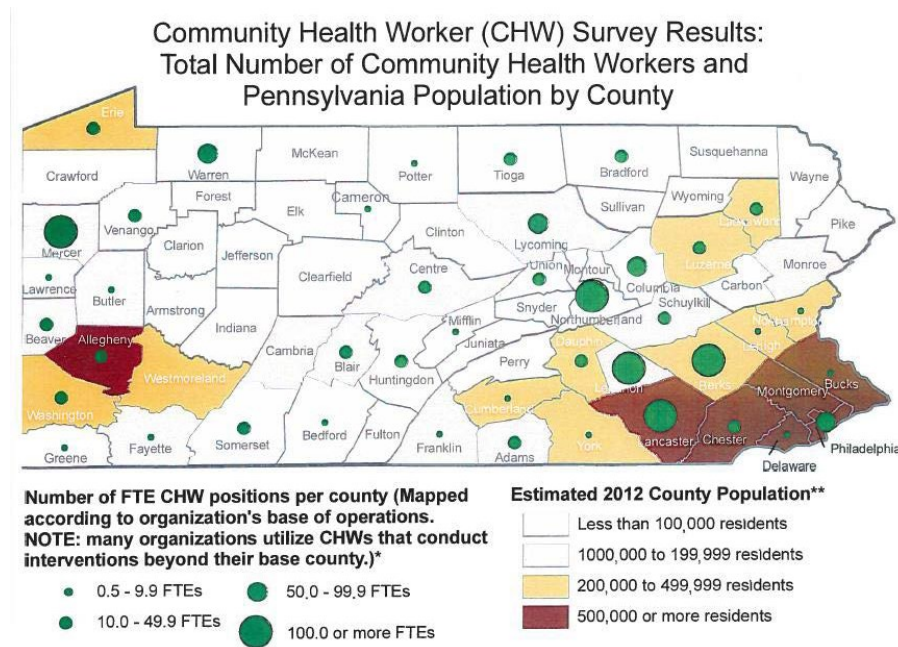 Community Health Worker (CHW) Survey Results:
Total Number of Community Health Workers and
Pennsylvania Population by County
Erie
Crawford
Warren
McKean
Potter
Tioga
Bradford
Susquehanna
Wayne
Forest
Elk
Cameron
Sullivan
Wyoming
Lackawanna
Pike
Mercer
Venango
Clarion
Jefferson
Clinton
Lycoming
Luzerne
Monroe
Lawrence
Butler
Armstrong
Clearfield
Centre
Union
Montour
Columbia
Carbon
Beaver
Allegheny
Indiana
Cambria
Blair
Huntingdon
Mifflin
Juniata
Snyder
Northumberland
Schuylkill
Northampton
Lehigh
Washington
Westmoreland
Perry
Dauphin
Lebanon
Berks
Bucks
Montgomery
Greene
Fayette
Somerset
Bedford
Fulton
Franklin
Cumberland
Adams
York
Lancaster
Chester
Delaware
Philadelphia
Number of FTE CHW positions per county (Mapped
according to organization's base of operations.
NOTE: many organizations utilize CHWs that conduct
interventions beyond their base county.)*
0.5 - 9.9 FTEs
10.0 - 49.9 FTEs
50.0 - 99.9 FTEs
100.0 or more FTEs
Estimated 2012 County Population**
Less than 100,000 residents
1000,000 to 199,999 residents
200,000 to 499,999 residents
500,000 or more residents